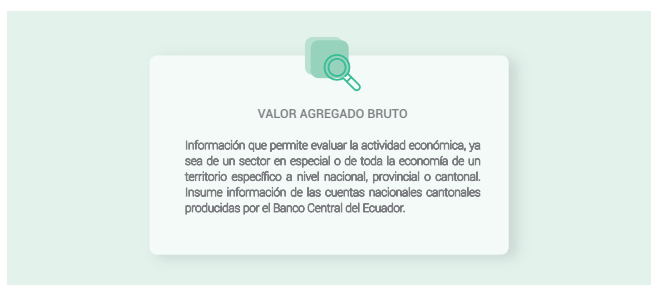 VALOR AGREGADO BRUTO
Información que permite evaluar la actividad económica, ya
sea de un sector en especial o de toda la economía de un
territorio específico a nivel nacional, provincial o cantonal.
Insume información de las cuentas nacionales cantonales
producidas por el Banco Central del Ecuador.